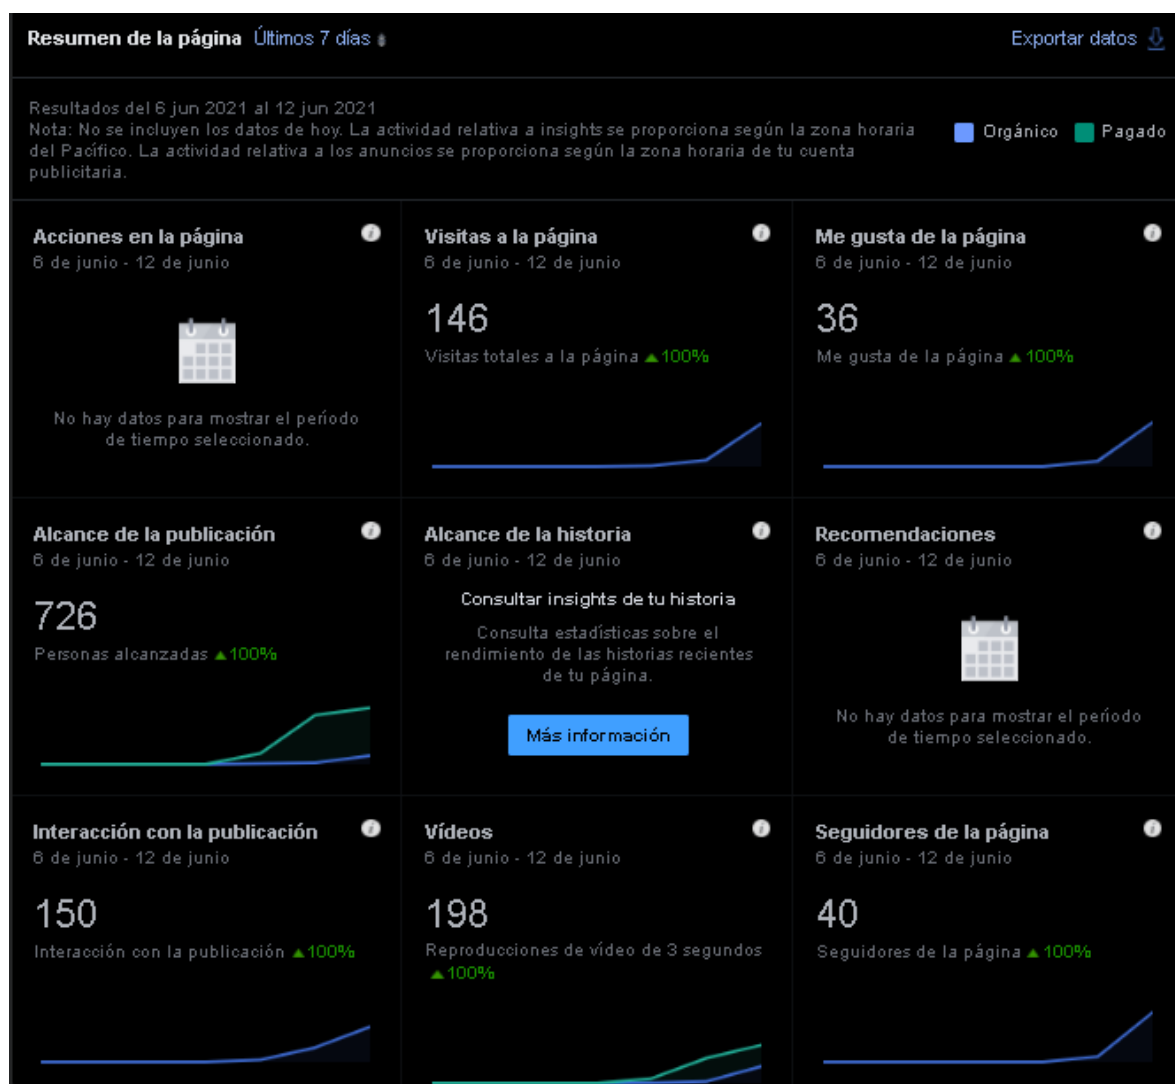 Resumen de la página Últimos 7 días
Exportar datos
Resultados del 6 jun 2021 al 12 jun 2021
Nota: No se incluyen los datos de hoy. La actividad relativa a insights se proporciona según la zona horaria
del Pacífico. La actividad relativa a los anuncios se proporciona según la zona horaria de tu cuenta
publicitaria.
Orgánico Pagado
Acciones en la página
6 de junio - 12 de junio
No hay datos para mostrar el período
de tiempo seleccionado.
Visitas a la página
6 de junio - 12 de junio
146
Visitas totales a la página ▲100%
Me gusta de la página
6 de junio - 12 de junio
36
Me gusta de la página ▲100%
Alcance de la publicación
6 de junio - 12 de junio
726
Personas alcanzadas ▲100%
Alcance de la historia
6 de junio - 12 de junio
Consultar insights de tu historia
Consulta estadísticas sobre el
rendimiento de las historias recientes
de tu página.
Más información
Recomendaciones
6 de junio - 12 de junio
No hay datos para mostrar el período
de tiempo seleccionado.
Interacción con la publicación
6 de junio - 12 de junio
150
Interacción con la publicación ▲100%
Vídeos
6 de junio - 12 de junio
198
Reproducciones de vídeo de 3 segundos
▲100%
Seguidores de la página
6 de junio - 12 de junio
40
Seguidores de la página ▲100%